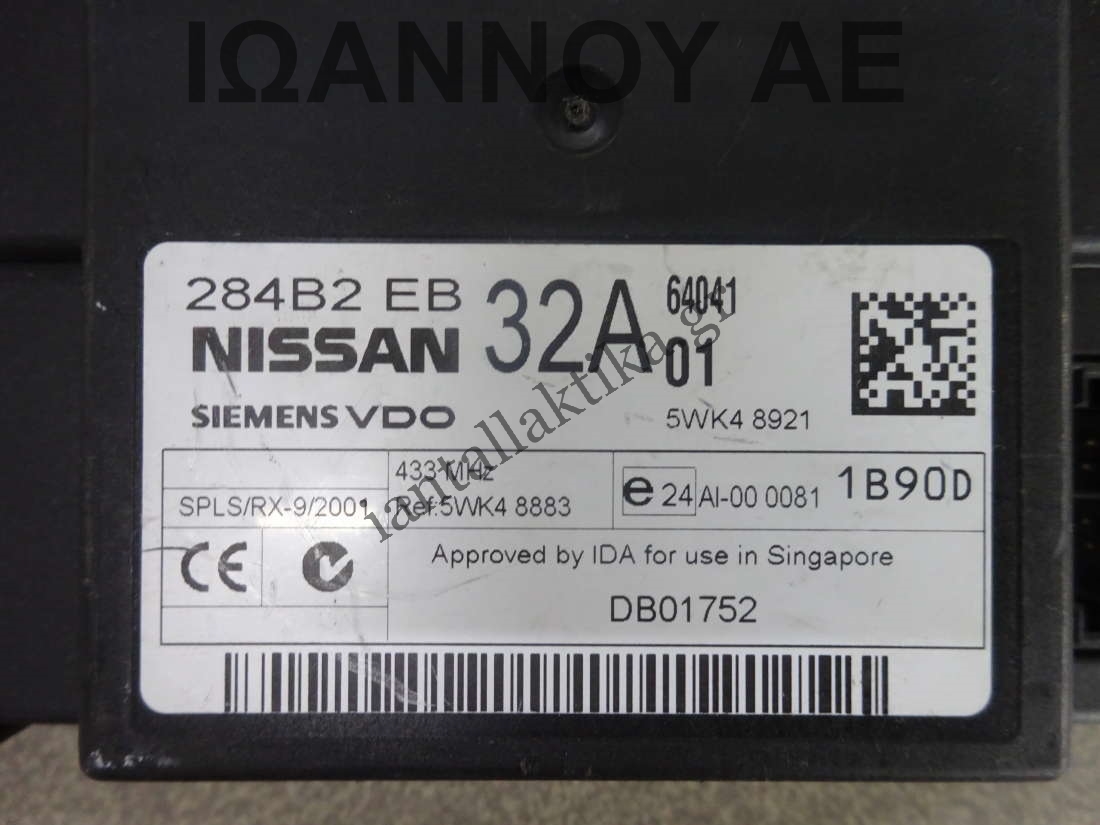 ΙΩΑΝΝΟΥ ΑΕ
284B2 EB 32A 64041
NISSAN 01
SIEMENS VDO 5WK4 8921
433 MHz
SPLS/RX-9/2001 Ref:5WK4 8883 e 24 AI-00 0081 1B90D
CE Approved by IDA for use in Singapore
DB01752
iantallaktika.gr